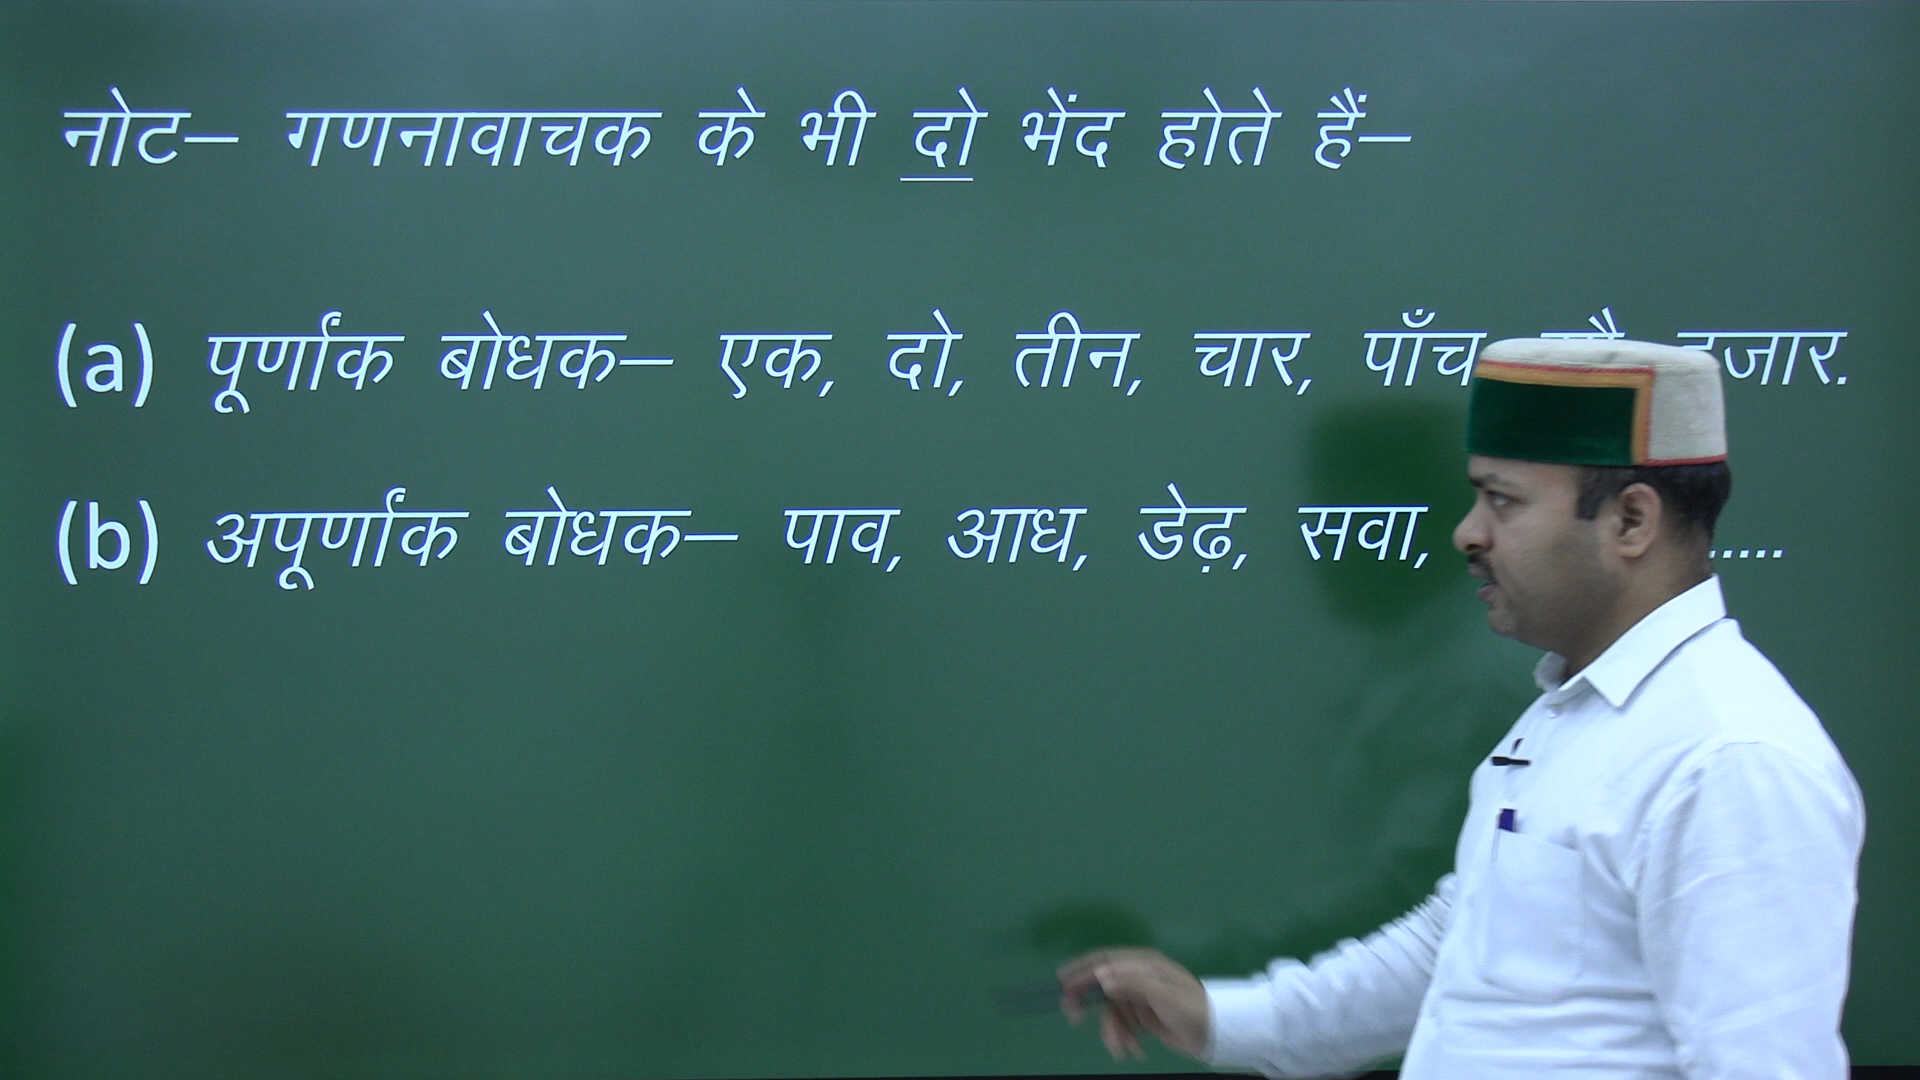 नोट– गणनावाचक के भी दो भेंद होते हैं–
(a) पूर्णांक बोधक– एक, दो, तीन, चार, पाँच
(b) अपूर्णांक बोधक– पाव, आध, डेढ़, सवा, .....